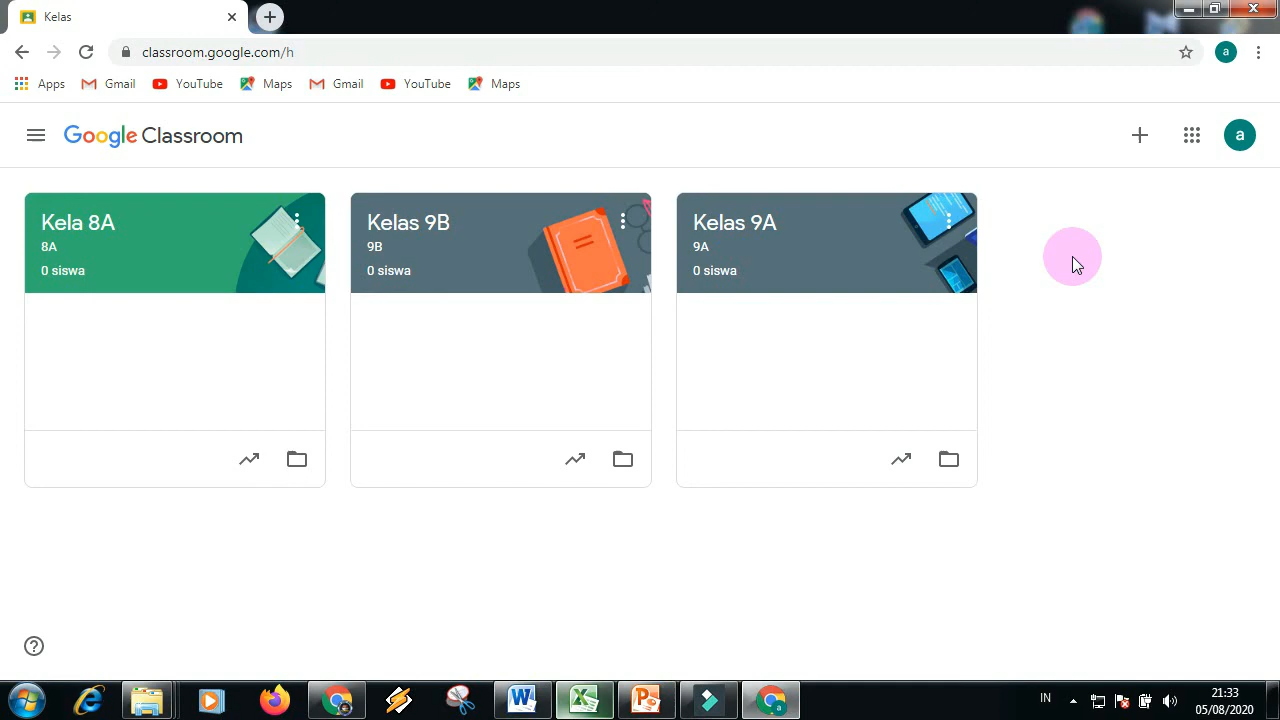 Kelas
classroom.google.com/h
a
Apps Gmail YouTube Maps Gmail YouTube Maps
Google Classroom
a
Kela 8A
8A
0 siswa
Kelas 9B
9B
0 siswa
Kelas 9A
9A
0 siswa
IN
21:33
05/08/2020